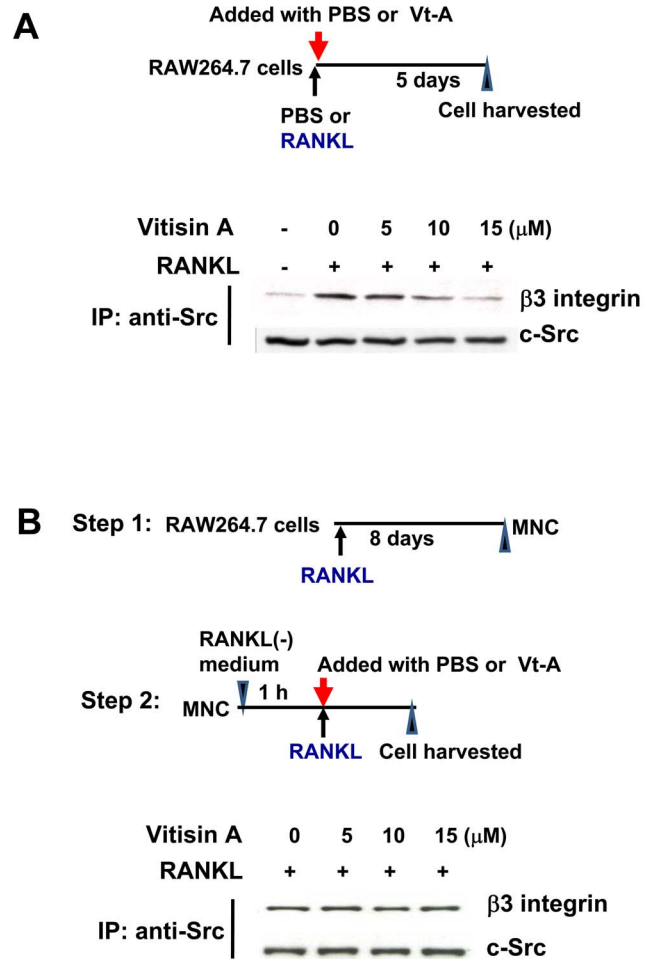 A
Added with PBS or Vt-A
RAW264.7 cells
5 days
PBS or
RANKL
Cell harvested
Vitisin A - 0 5 10 15 (μM)
RANKL - + + + +
IP: anti-Src
β3 integrin
c-Src
B
Step 1: RAW264.7 cells
8 days
MNC
RANKL
RANKL(-)
medium
Added with PBS or Vt-A
Step 2:
MNC
1 h
RANKL
Cell harvested
Vitisin A 0 5 10 15 (μM)
RANKL + + + +
IP: anti-Src
β3 integrin
c-Src